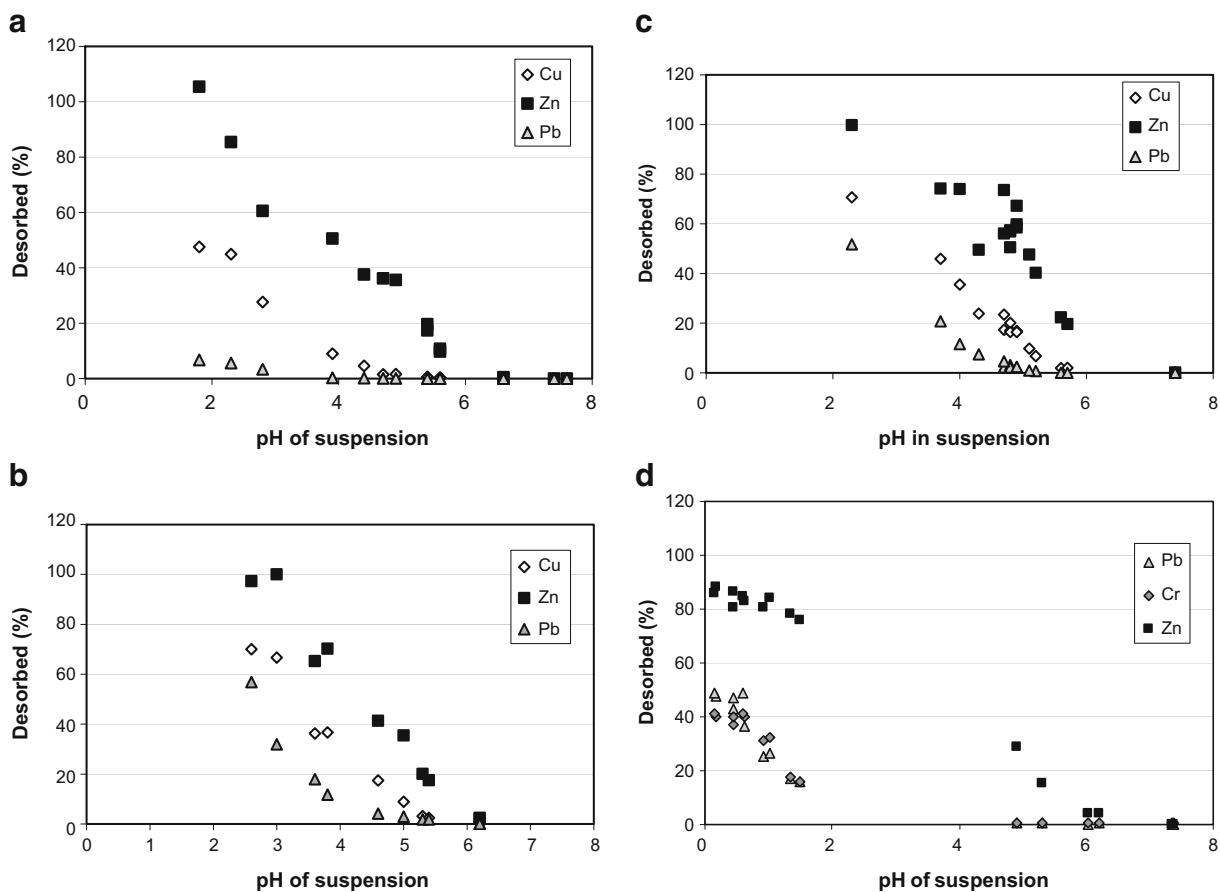 a
120
100
80
60
40
20
0
Desorbed (%)
0 2 4 6 8
pH of suspension
Cu
Zn
Pb
c
120
100
80
60
40
20
0
Desorbed (%)
0 2 4 6 8
pH in suspension
Cu
Zn
Pb
b
120
100
80
60
40
20
0
Desorbed (%)
0 1 2 3 4 5 6 7 8
pH of suspension
Cu
Zn
Pb
d
120
100
80
60
40
20
0
Desorbed (%)
0 2 4 6 8
pH of suspension
Pb
Cr
Zn